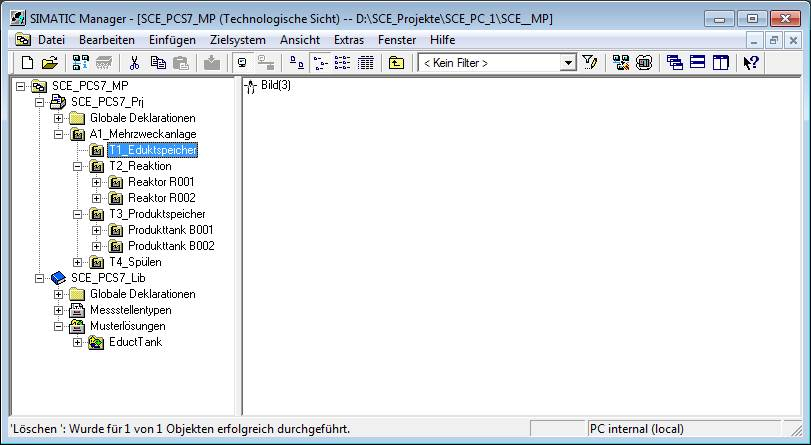 SIMATIC Manager - [SCE_PCS7_MP (Technologische Sicht) -- D:\SCE_Projekte\SCE_PC_1\SCE__MP]
Datei Bearbeiten Einfügen Zielsystem Ansicht Extras Fenster Hilfe
< Kein Filter >
SCE_PCS7_MP
SCE_PCS7_Prj
Globale Deklarationen
A1_Mehrzweckanlage
T1_Eduktspeicher
T2_Reaktion
Reaktor R001
Reaktor R002
T3_Produktspeicher
Produkttank B001
Produkttank B002
T4_Spülen
SCE_PCS7_Lib
Globale Deklarationen
Messstellentypen
Musterlösungen
EductTank
Bild(3)
'Löschen ': Wurde für 1 von 1 Objekten erfolgreich durchgeführt. PC internal (local)